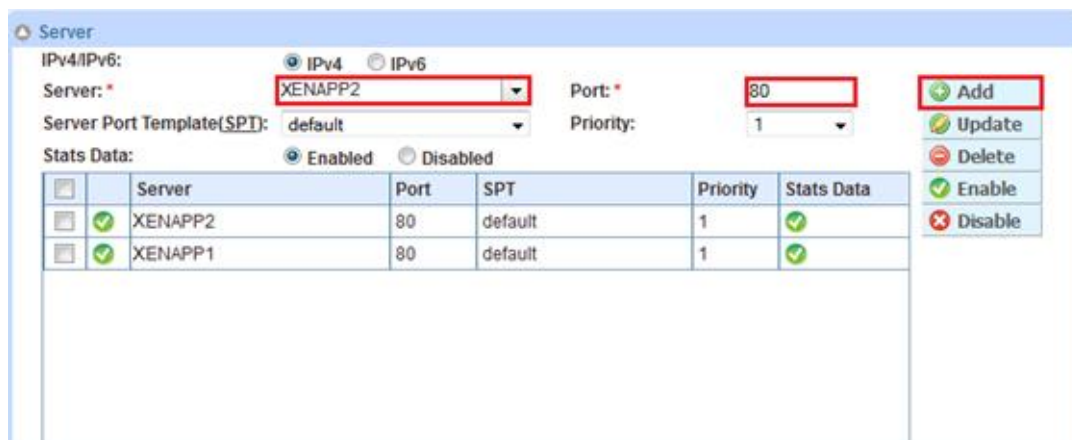 Server
IPv4/IPv6: IPv4 IPv6
Server: * XENAPP2 Port: * 80 Add
Server Port Template(SPT): default Priority: 1 Update
Stats Data: Enabled Disabled Delete
Server Port SPT Priority Stats Data Enable
XENAPP2 80 default 1 Disable
XENAPP1 80 default 1